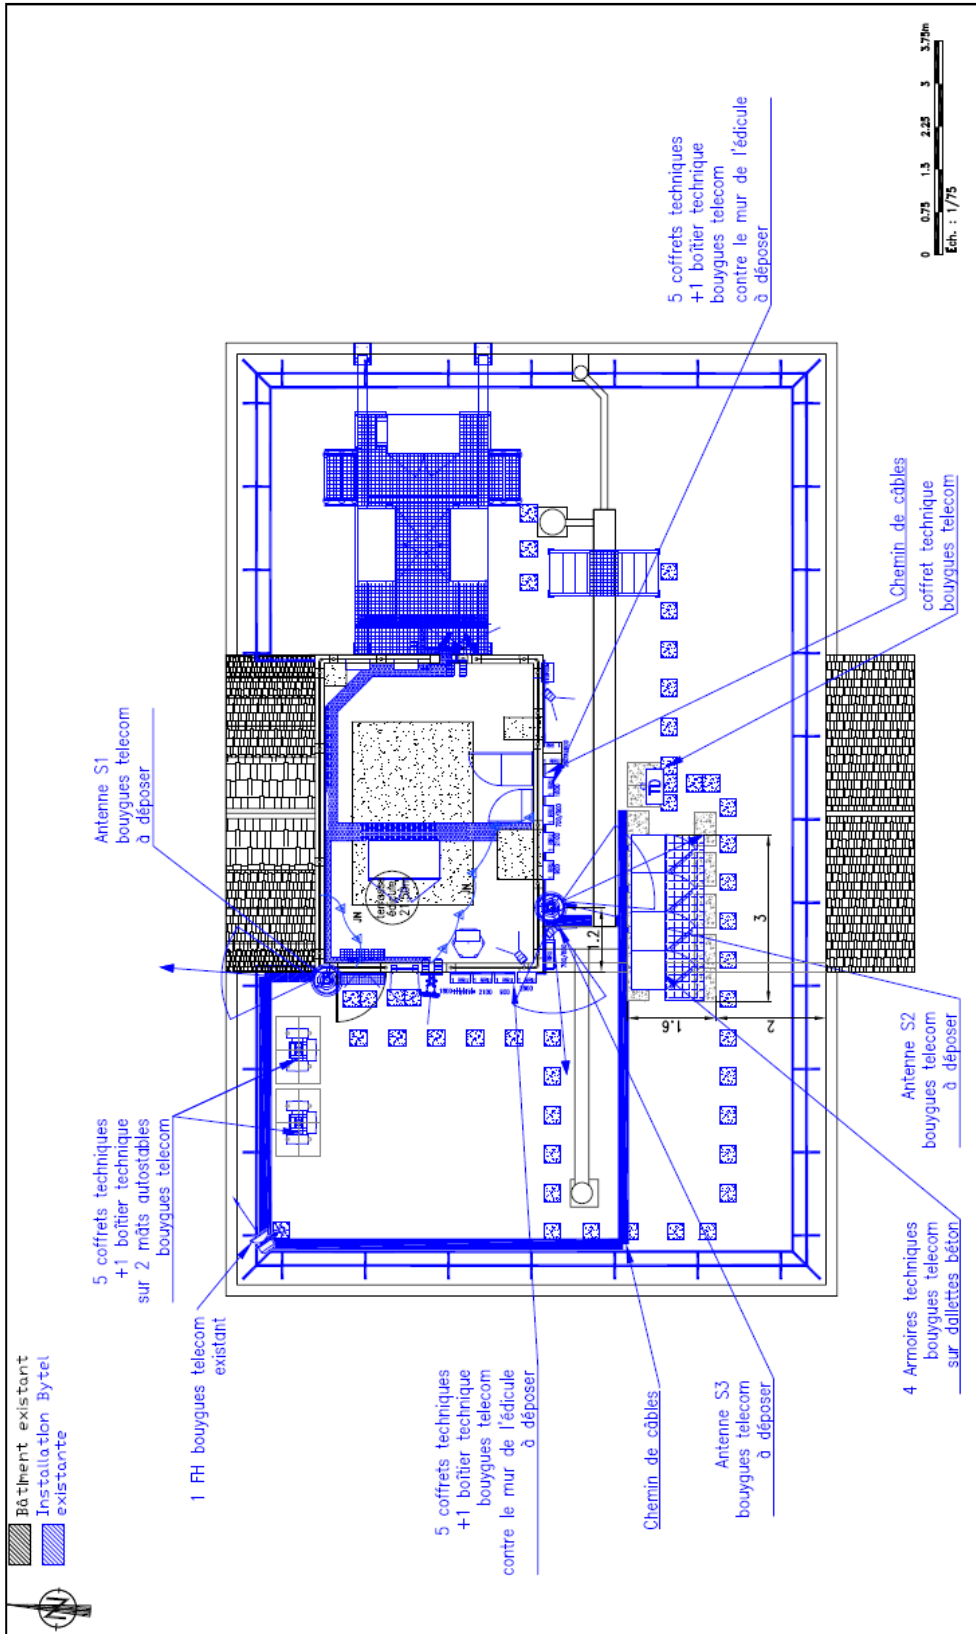 Bâtiment existant
Installation Bytel
existante
1 FH bouygues telecom
existant
5 coffrets techniques
+1 boîtier technique
sur 2 mâts autostables
bouygues telecom
Antenne S1
bouygues telecom
à déposer
5 coffrets techniques
+1 boîtier technique
bouygues telecom
contre le mur de l'édicule
à déposer
Chemin de câbles
Antenne S3
bouygues telecom
à déposer
4 Armoires techniques
bouygues telecom
sur dallettes béton
Antenne S2
bouygues telecom
à déposer
Chemin de câbles
coffret technique
bouygues telecom
5 coffrets techniques
+1 boîtier technique
bouygues telecom
contre le mur de l'édicule
à déposer
JN
JN
TD
1.2
3
1.6
2
0 0.75 1.5 2.25 3 3.75m
Ech. : 1/75